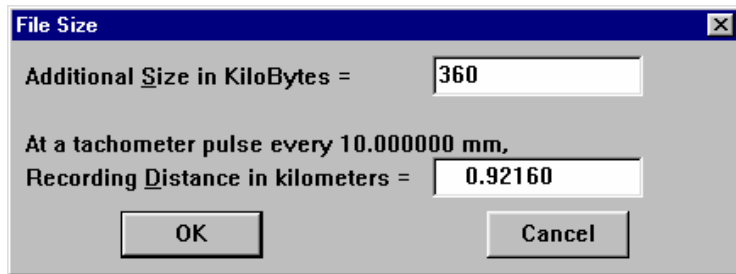 File Size
Additional Size in KiloBytes = 360
At a tachometer pulse every 10.000000 mm,
Recording Distance in kilometers = 0.92160
OK Cancel